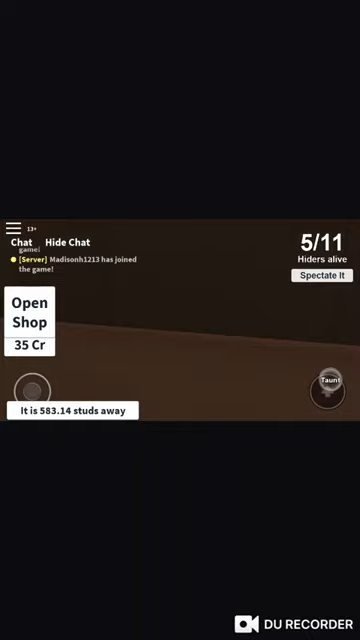 13+
Chat Hide Chat
game!
[Server] Madisonh1213 has joined
the game!
5/11
Hiders alive
Spectate It
Open
Shop
35 Cr
Taunt
It is 583.14 studs away
DU RECORDER